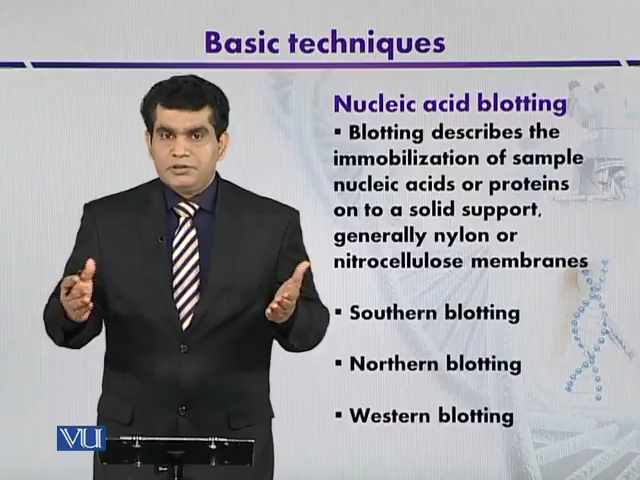 Basic techniques
Nucleic acid blotting
▪ Blotting describes the
immobilization of sample
nucleic acids or proteins
on to a solid support,
generally nylon or
nitrocellulose membranes
▪ Southern blotting
▪ Northern blotting
▪ Western blotting
VU